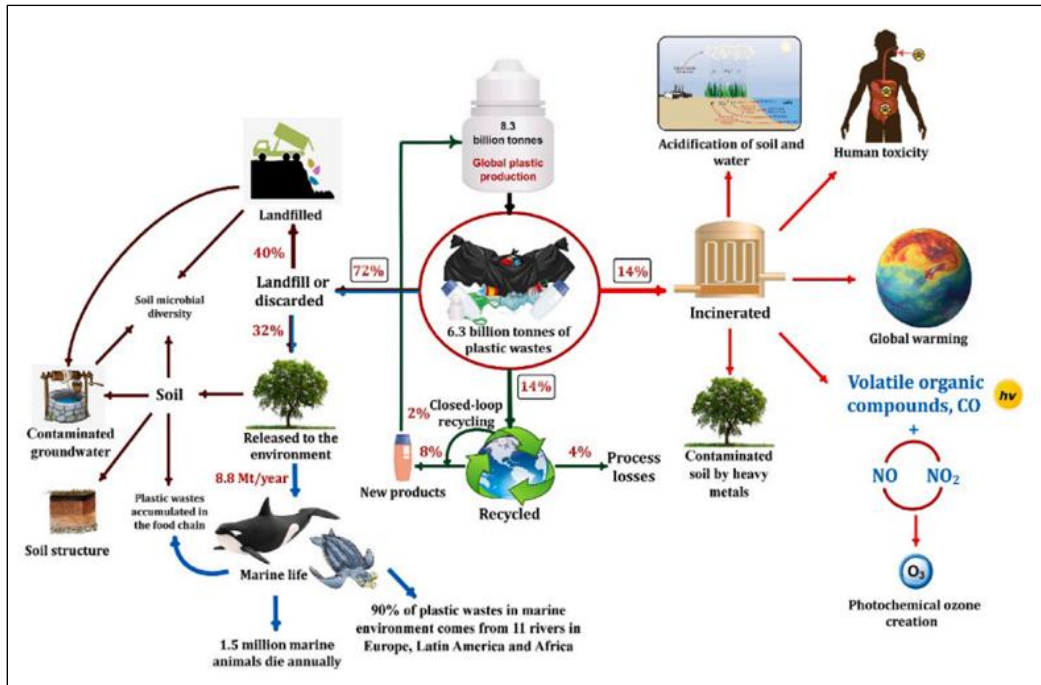 8.3
billion tonnes
Global plastic
production
Acidification of soil and
water
Human toxicity
Landfilled
40%
72%
Landfill or
discarded
32%
14%
6.3 billion tonnes of
plastic wastes
Incinerated
Global warming
Soil microbial
diversity
Soil
Contaminated
groundwater
Released to the
environment
8.8 Mt/year
Soil structure
Plastic wastes
accumulated in
the food chain
Marine life
1.5 million marine
animals die annually
90% of plastic wastes in marine
environment comes from 11 rivers in
Europe, Latin America and Africa
14%
2%
Closed-loop
recycling
8%
4%
New products
Process
losses
Recycled
Contaminated
soil by heavy
metals
Volatile organic
compounds, CO
hv
+
NO
NO₂
O₃
Photochemical ozone
creation